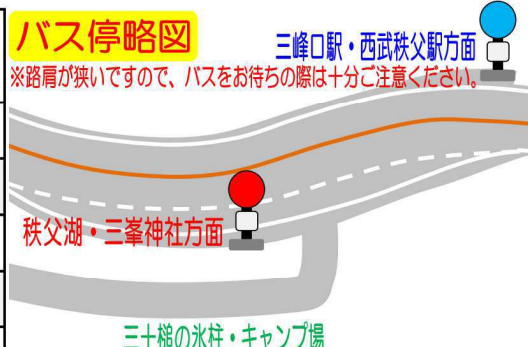 バス停略図
三峰口駅・西武秩父駅方面
※路肩が狭いですので、バスをお待ちの際は十分ご注意ください。
秩父湖・三峯神社方面
三十槌の氷柱・キャンプ場